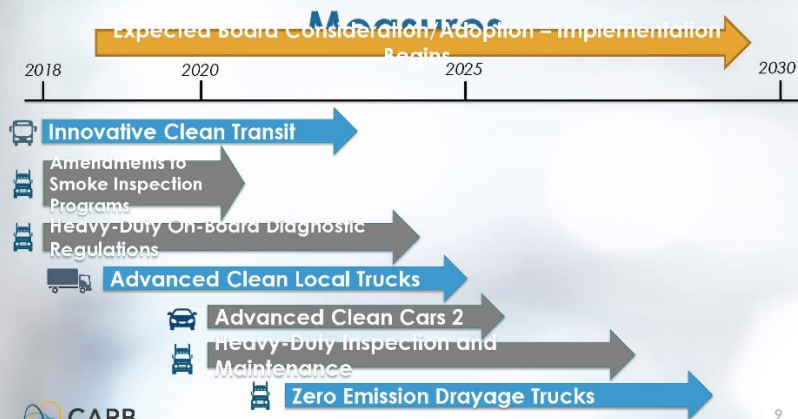 Measures
Expected Board Consideration/Adoption – Implementation
Begins
2018 2020 2025 2030
Innovative Clean Transit
Amendments to
Smoke Inspection
Programs
Heavy-Duty On-Board Diagnostic
Regulations
Advanced Clean Local Trucks
Advanced Clean Cars 2
Heavy-Duty Inspection and
Maintenance
Zero Emission Drayage Trucks
CARB
9